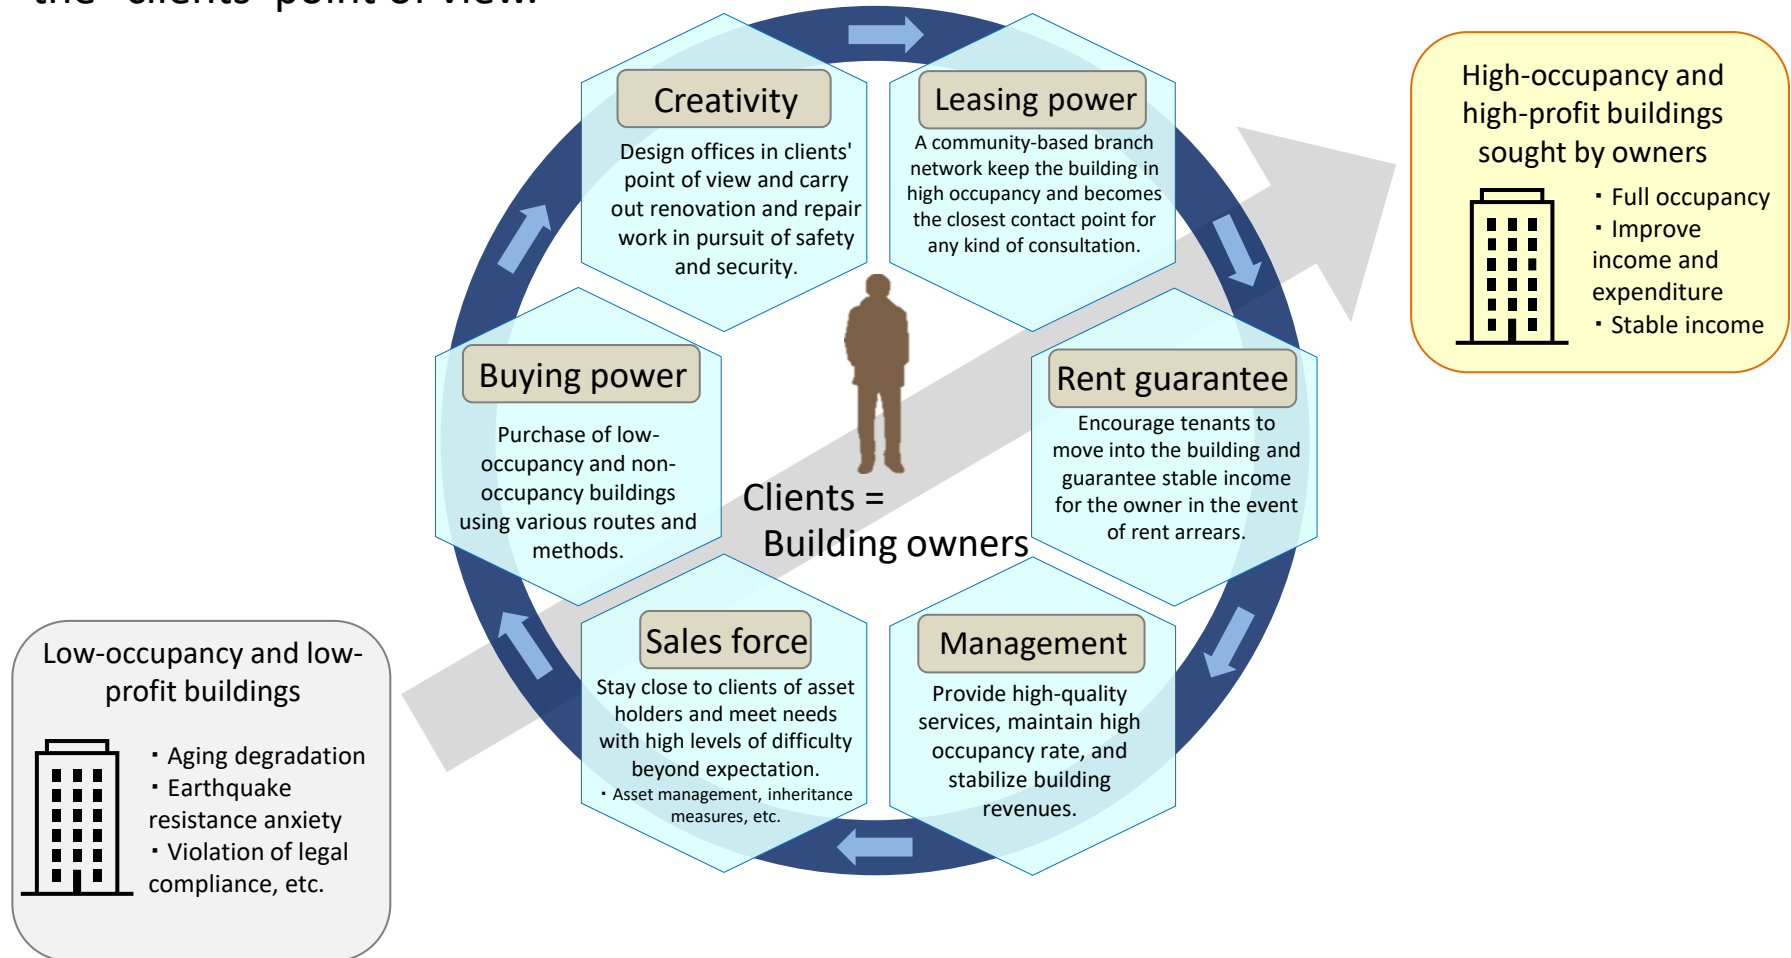 the "clients' point of view.
Creativity
Design offices in clients'
point of view and carry
out renovation and repair
work in pursuit of safety
and security.
Leasing power
A community-based branch
network keep the building in
high occupancy and becomes
the closest contact point for
any kind of consultation.
High-occupancy and
high-profit buildings
sought by owners
・Full occupancy
・Improve
income and
expenditure
・Stable income
Buying power
Purchase of low-
occupancy and non-
occupancy buildings
using various routes and
methods.
Rent guarantee
Encourage tenants to
move into the building and
guarantee stable income
for the owner in the event
of rent arrears.
Clients =
Building owners
Sales force
Stay close to clients of asset
holders and meet needs
with high levels of difficulty
beyond expectation.
・Asset management, inheritance
measures, etc.
Management
Provide high-quality
services, maintain high
occupancy rate, and
stabilize building
revenues.
Low-occupancy and low-
profit buildings
・Aging degradation
・Earthquake
resistance anxiety
・Violation of legal
compliance, etc.